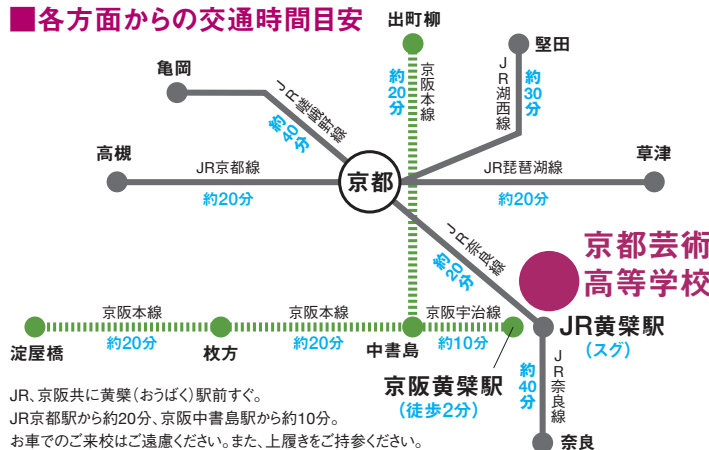 ■各方面からの交通時間目安
出町柳
堅田
亀岡
京阪本線
約20分
JR湖西線
約30分
JR嵯峨野線
約40分
高槻
JR京都線
約20分
京都
JR琵琶湖線
約20分
草津
JR奈良線
約20分
京都芸術
高等学校
京阪本線
約20分
京阪本線
約20分
京阪宇治線
約10分
淀屋橋
枚方
中書島
JR黄檗駅
(スグ)
京阪黄檗駅
(徒歩2分)
JR奈良線
約40分
奈良
JR、京阪共に黄檗(おうばく)駅前すぐ。
JR京都駅から約20分、京阪中書島駅から約10分。
お車でのご来校はご遠慮ください。また、上履きをご持参ください。